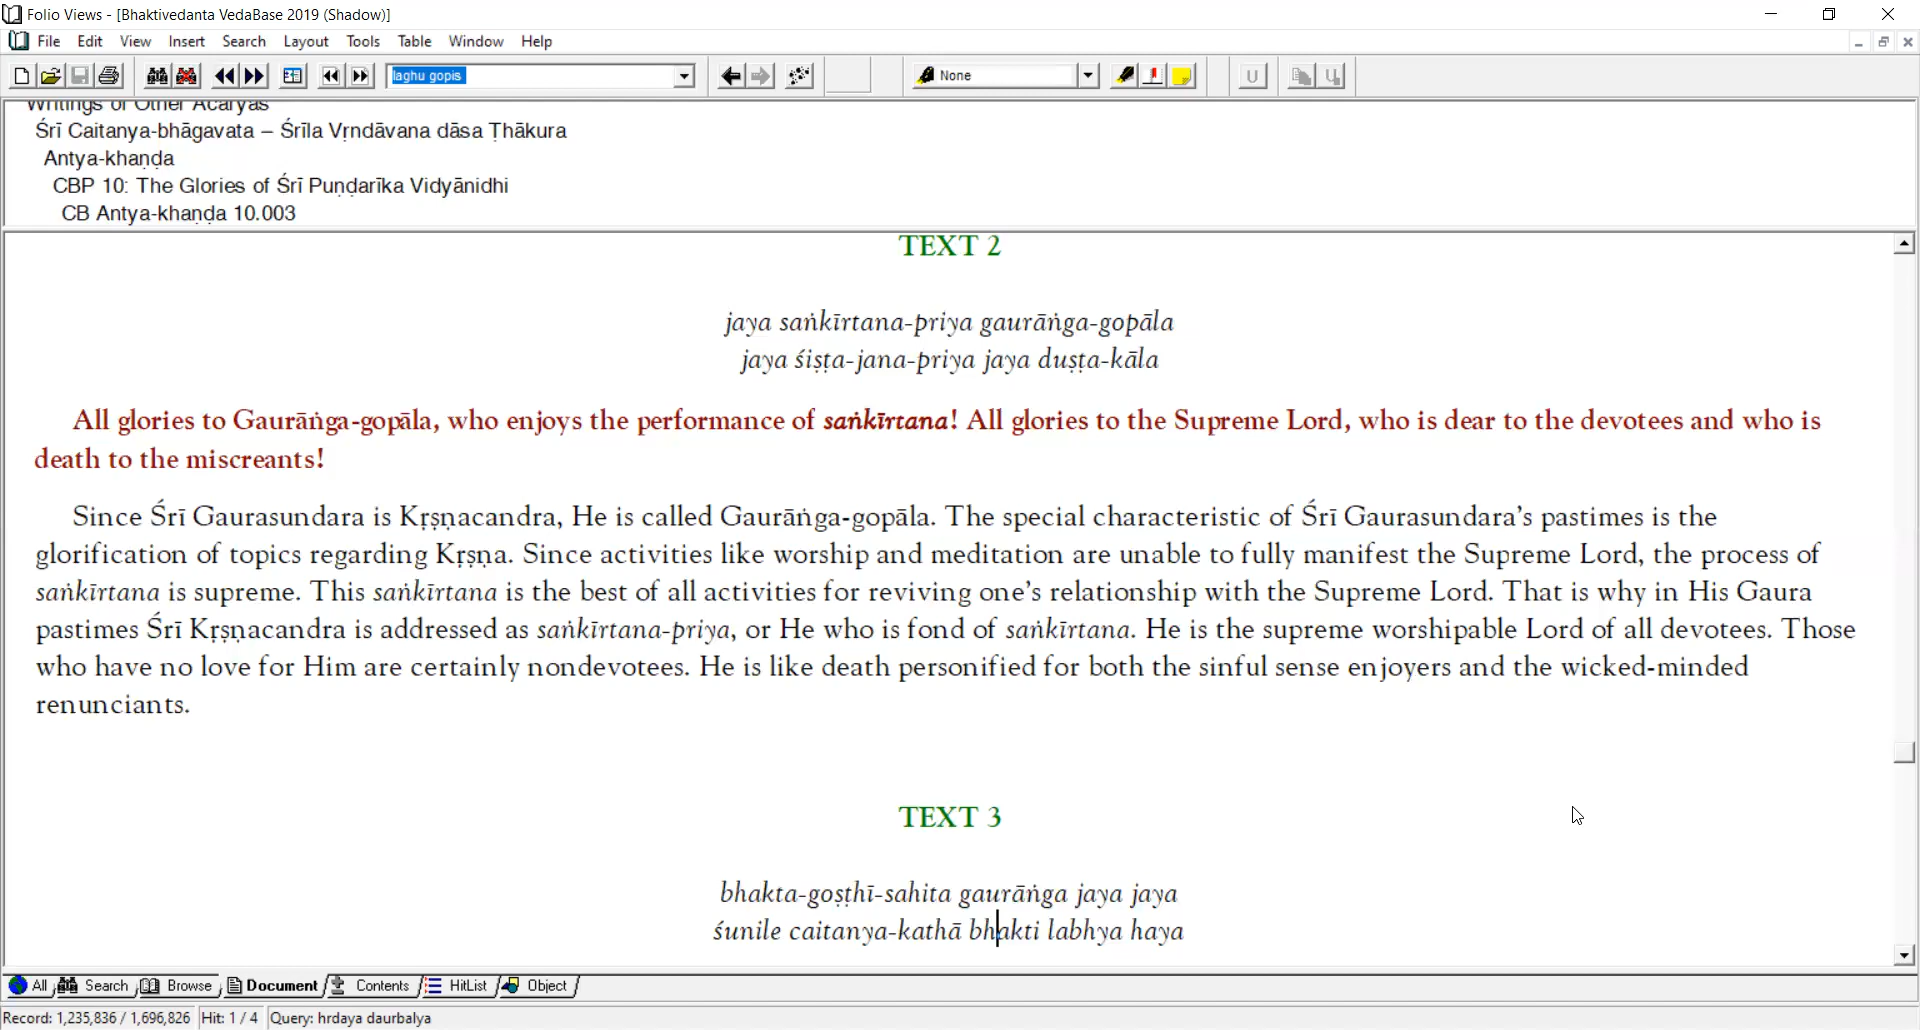 Folio Views - [Bhaktivedanta VedaBase 2019 (Shadow)]
File Edit View Insert Search Layout Tools Table Window Help
laghu gopis
None
U
Writings of Other Acaryas
Śrī Caitanya-bhāgavata – Śrīla Vṛndāvana dāsa Ṭhākura
Antya-khaṇḍa
CBP 10: The Glories of Śrī Puṇḍarīka Vidyānidhi
CB Antya-khaṇḍa 10.003
TEXT 2
jaya saṅkīrtana-priya gaurāṅga-gopāla
jaya śiṣṭa-jana-priya jaya duṣṭa-kāla
All glories to Gaurāṅga-gopāla, who enjoys the performance of saṅkīrtana! All glories to the Supreme Lord, who is dear to the devotees and who is
death to the miscreants!
Since Śrī Gaurasundara is Kṛṣṇacandra, He is called Gaurāṅga-gopāla. The special characteristic of Śrī Gaurasundara’s pastimes is the
glorification of topics regarding Kṛṣṇa. Since activities like worship and meditation are unable to fully manifest the Supreme Lord, the process of
saṅkīrtana is supreme. This saṅkīrtana is the best of all activities for reviving one’s relationship with the Supreme Lord. That is why in His Gaura
pastimes Śrī Kṛṣṇacandra is addressed as saṅkīrtana-priya, or He who is fond of saṅkīrtana. He is the supreme worshipable Lord of all devotees. Those
who have no love for Him are certainly nondevotees. He is like death personified for both the sinful sense enjoyers and the wicked-minded
renunciants.
TEXT 3
bhakta-goṣṭhī-sahita gaurāṅga jaya jaya
śunile caitanya-kathā bhakti labhya haya
All Search Browse Document Contents HitList Object
Record: 1,235,836 / 1,696,826 Hit: 1 / 4 Query: hrdaya daurbalya